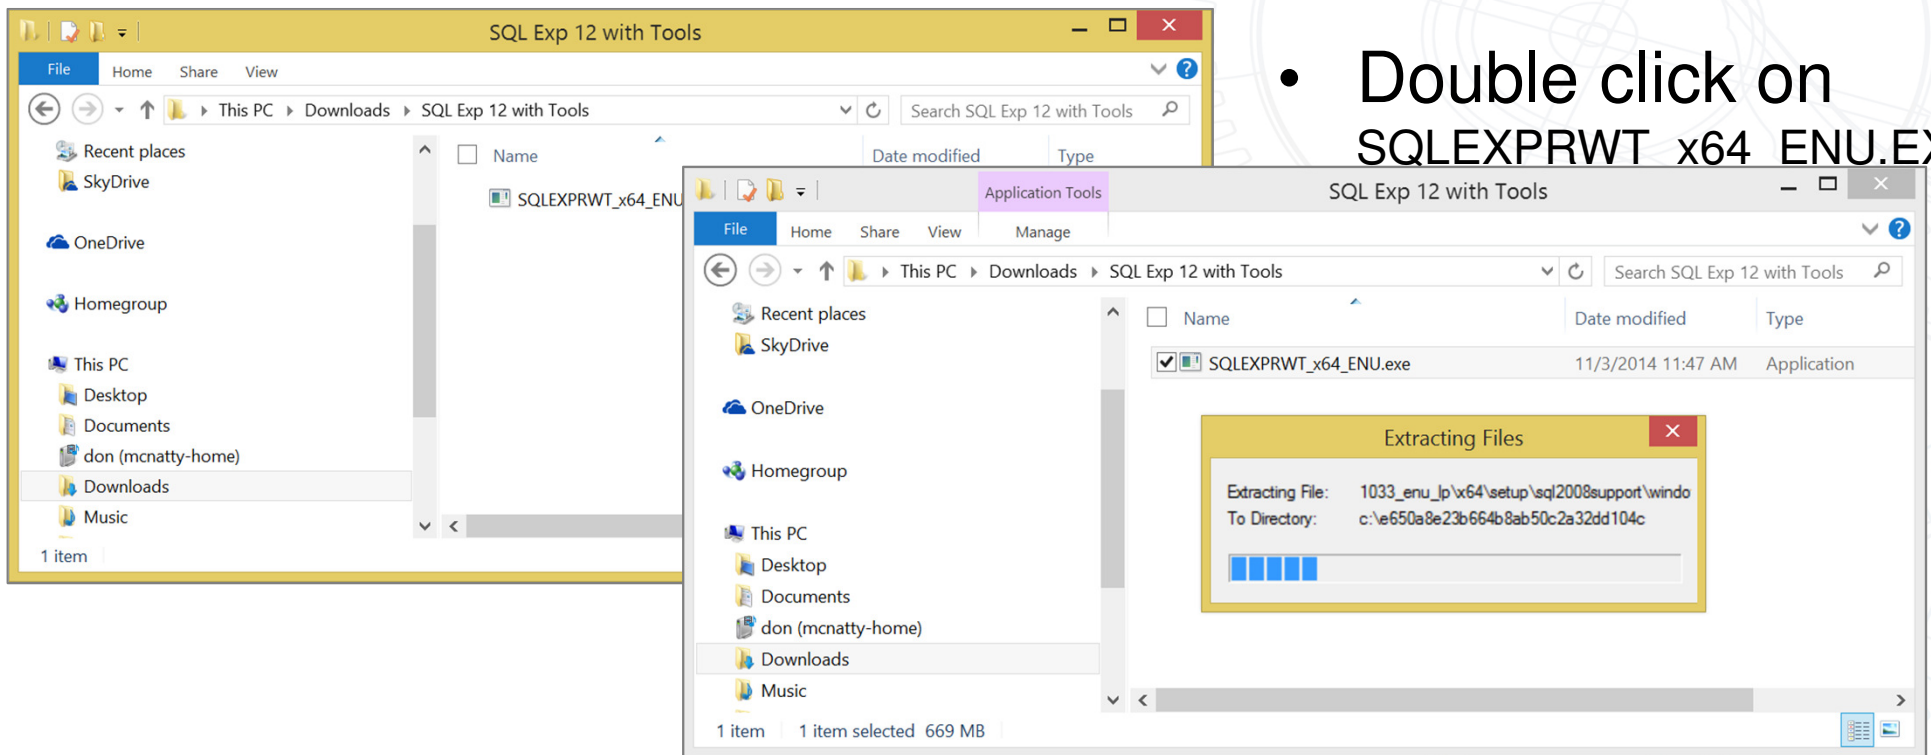 SQL Exp 12 with Tools
File Home Share View
This PC Downloads SQL Exp 12 with Tools
Search SQL Exp 12 with Tools
Name Date modified Type
Recent places
SkyDrive
OneDrive
Homegroup
This PC
Desktop
Documents
don (mcnatty-home)
Downloads
Music
SQLEXPRWT_x64_ENU
1 item
• Double click on
SQLEXPRWT_x64_ENU.EX
Application Tools
SQL Exp 12 with Tools
File Home Share View Manage
This PC Downloads SQL Exp 12 with Tools
Search SQL Exp 12 with Tools
Name Date modified Type
Recent places
SkyDrive
OneDrive
Homegroup
This PC
Desktop
Documents
don (mcnatty-home)
Downloads
Music
SQLEXPRWT_x64_ENU.exe 11/3/2014 11:47 AM Application
Extracting Files
Extracting File: 1033_enu_lp\x64\setup\sql2008support\windo
To Directory: c:\e650a8e23b664b8ab50c2a32dd104c
1 item 1 item selected 669 MB